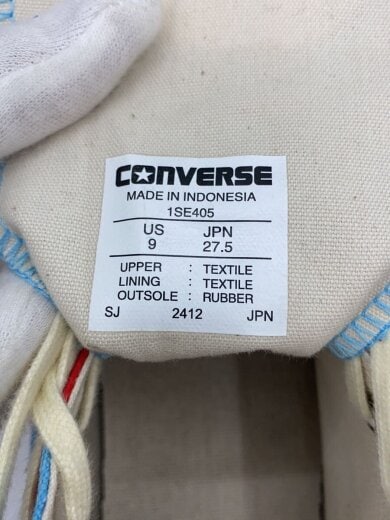 CONVERSE
MADE IN INDONESIA
1SE405
US JPN
9 27.5
UPPER : TEXTILE
LINING : TEXTILE
OUTSOLE : RUBBER
SJ 2412 JPN